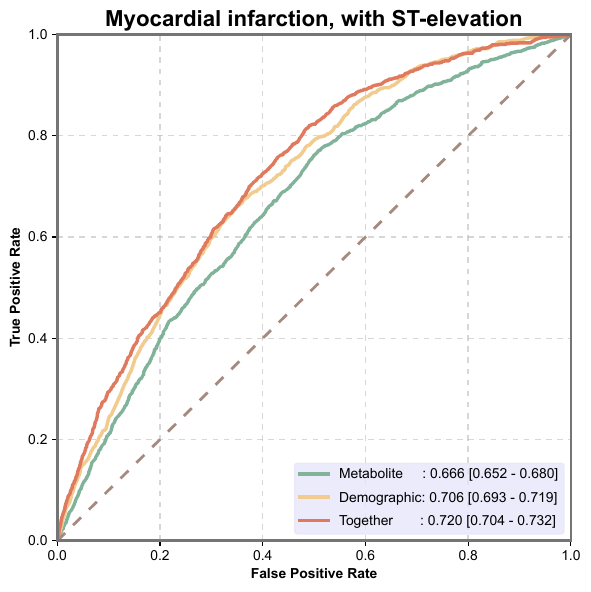 Myocardial infarction, with ST-elevation
True Positive Rate
1.0
0.8
0.6
0.4
0.2
0.0
Metabolite : 0.666 [0.652 - 0.680]
Demographic: 0.706 [0.693 - 0.719]
Together : 0.720 [0.704 - 0.732]
0.0 0.2 0.4 0.6 0.8 1.0
False Positive Rate